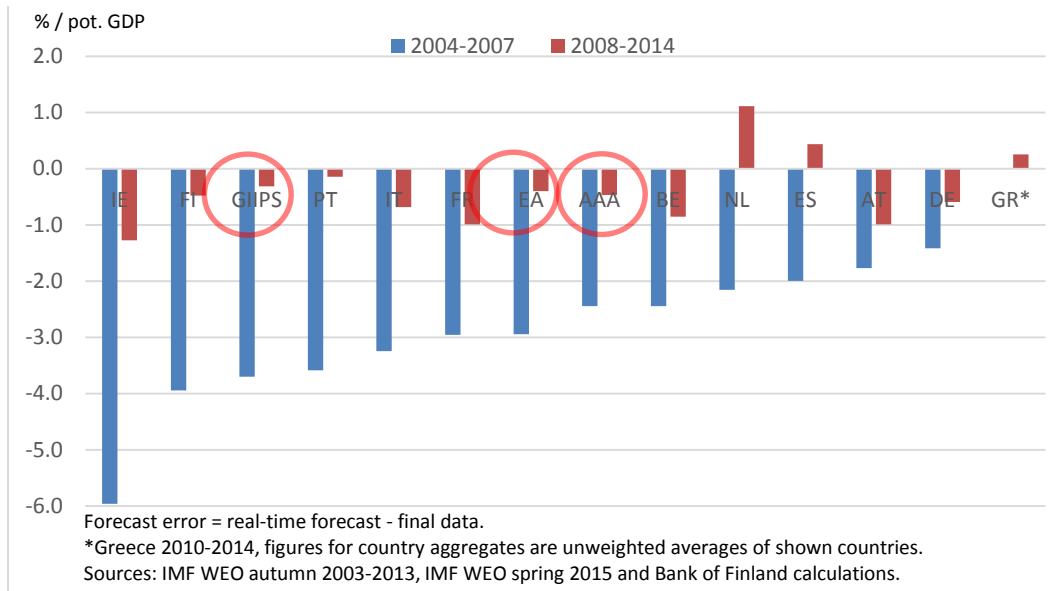 % / pot. GDP
2004-2007 2008-2014
2.0
1.0
0.0
IE FI GIIPS PT IT FR EA AAA BE NL ES AT DE GR*
-1.0
-2.0
-3.0
-4.0
-5.0
-6.0
Forecast error = real-time forecast - final data.
*Greece 2010-2014, figures for country aggregates are unweighted averages of shown countries.
Sources: IMF WEO autumn 2003-2013, IMF WEO spring 2015 and Bank of Finland calculations.